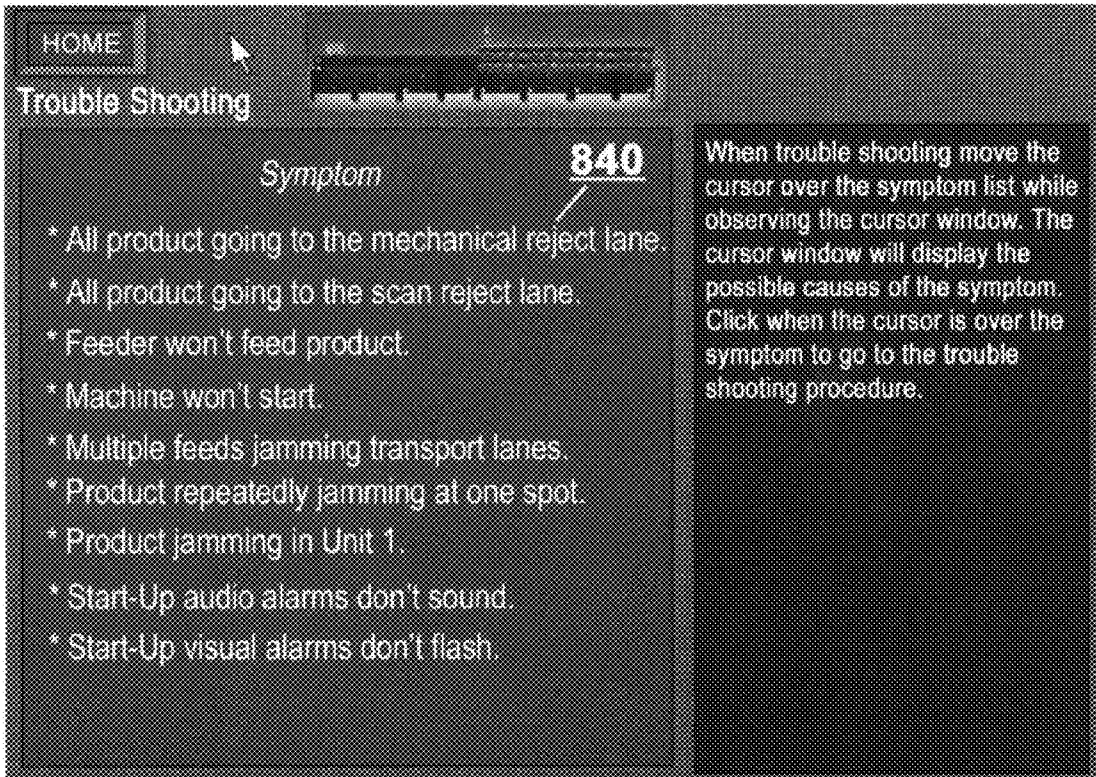 HOME
Trouble Shooting
Symptom
840
* All product going to the mechanical reject lane.
* All product going to the scan reject lane.
* Feeder won't feed product.
* Machine won't start.
* Multiple feeds jamming transport lanes.
* Product repeatedly jamming at one spot.
* Product jamming in Unit 1.
* Start-Up audio alarms don't sound.
* Start-Up visual alarms don't flash.
When trouble shooting move the
cursor over the symptom list while
observing the cursor window. The
cursor window will display the
possible causes of the symptom.
Click when the cursor is over the
symptom to go to the trouble
shooting procedure.